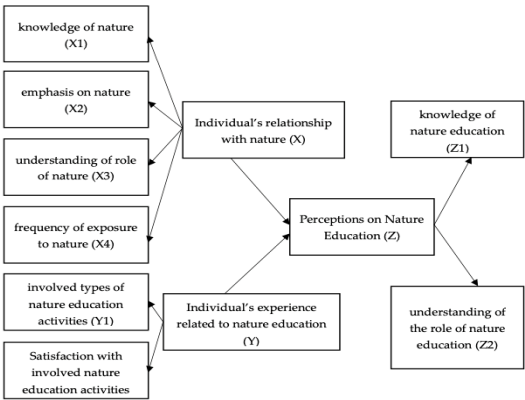 knowledge of nature
(X1)
emphasis on nature
(X2)
understanding of role
of nature (X3)
frequency of exposure
to nature (X4)
involved types of
nature education
activities (Y1)
Satisfaction with
involved nature
education activities
Individual's relationship
with nature (X)
Individual's experience
related to nature education
(Y)
Perceptions on Nature
Education (Z)
knowledge of
nature education
(Z1)
understanding of
the role of nature
education (Z2)